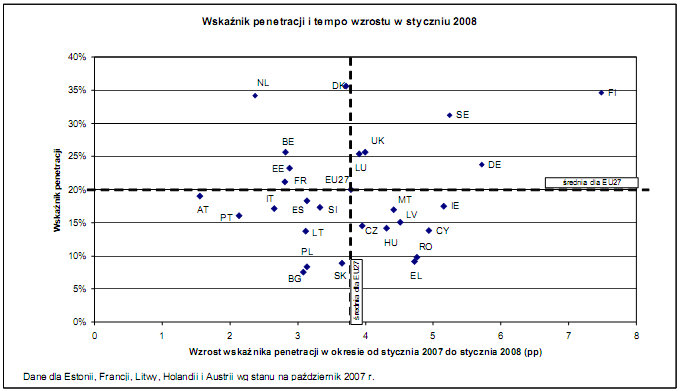 Wskaźnik penetracji i tempo wzrostu w styczniu 2008
40%
35%
30%
25%
20%
15%
10%
5%
0%
Wskaźnik penetracji
NL
DK
FI
SE
BE
UK
LU
DE
EE
FR
EU27
średnia dla EU27
AT
PT
IT
ES
SI
MT
IE
LV
LT
CZ
HU
CY
PL
BG
SK
RO
EL
średnia dla EU27
0 1 2 3 4 5 6 7 8
Wzrost wskaźnika penetracji w okresie od stycznia 2007 do stycznia 2008 (pp)
Dane dla Estonii, Francji, Litwy, Holandii i Austrii wg stanu na październik 2007 r.